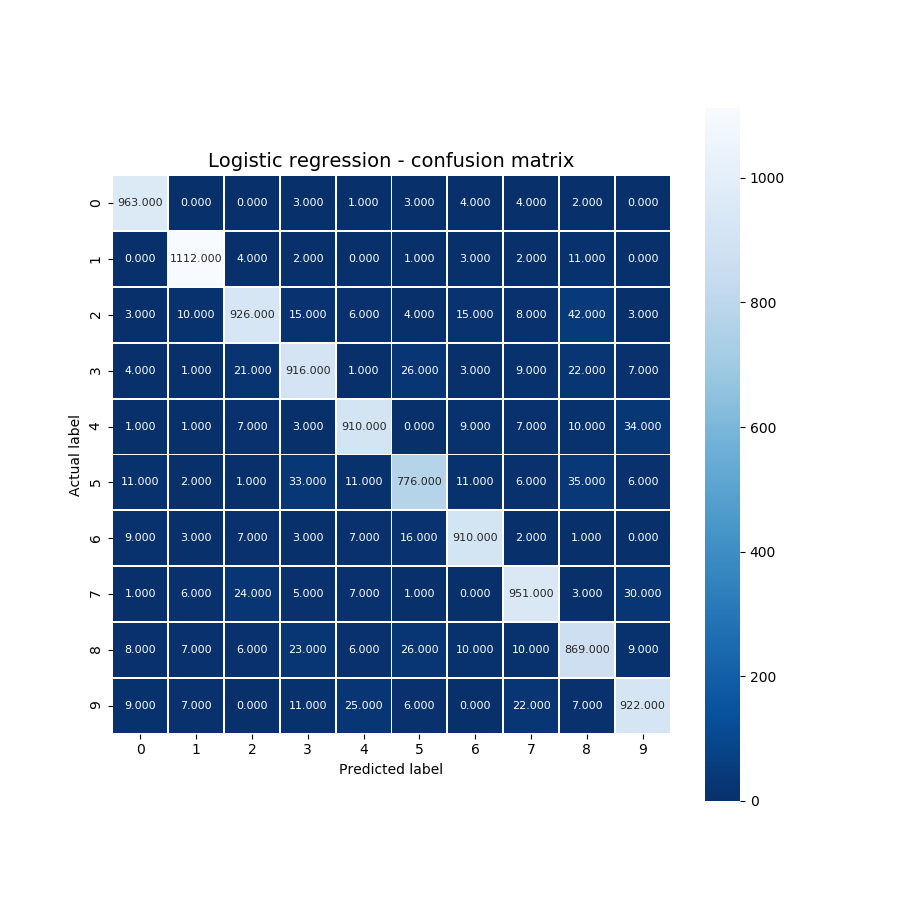 Logistic regression - confusion matrix
0 963.000 0.000 0.000 3.000 1.000 3.000 4.000 4.000 2.000 0.000
1 0.000 1112.000 4.000 2.000 0.000 1.000 3.000 2.000 11.000 0.000
2 3.000 10.000 926.000 15.000 6.000 4.000 15.000 8.000 42.000 3.000
3 4.000 1.000 21.000 916.000 1.000 26.000 3.000 9.000 22.000 7.000
4 1.000 1.000 7.000 3.000 910.000 0.000 9.000 7.000 10.000 34.000
5 11.000 2.000 1.000 33.000 11.000 776.000 11.000 6.000 35.000 6.000
6 9.000 3.000 7.000 3.000 7.000 16.000 910.000 2.000 1.000 0.000
7 1.000 6.000 24.000 5.000 7.000 1.000 0.000 951.000 3.000 30.000
8 8.000 7.000 6.000 23.000 6.000 26.000 10.000 10.000 869.000 9.000
9 9.000 7.000 0.000 11.000 25.000 6.000 0.000 22.000 7.000 922.000
0 1 2 3 4 5 6 7 8 9
Predicted label
Actual label
1000
800
600
400
200
0